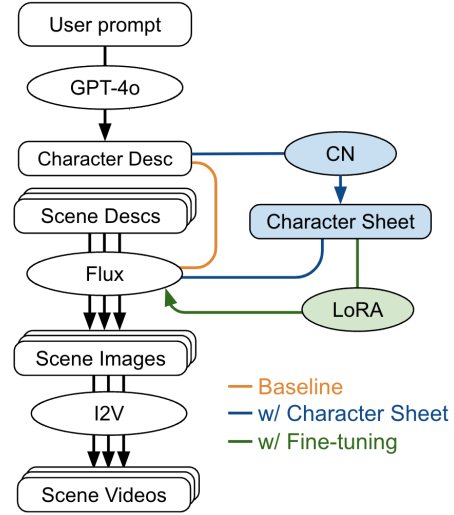 User prompt
GPT-4o
Character Desc
CN
Scene Descs
Character Sheet
Flux
LoRA
Scene Images
Baseline
I2V
w/ Character Sheet
w/ Fine-tuning
Scene Videos